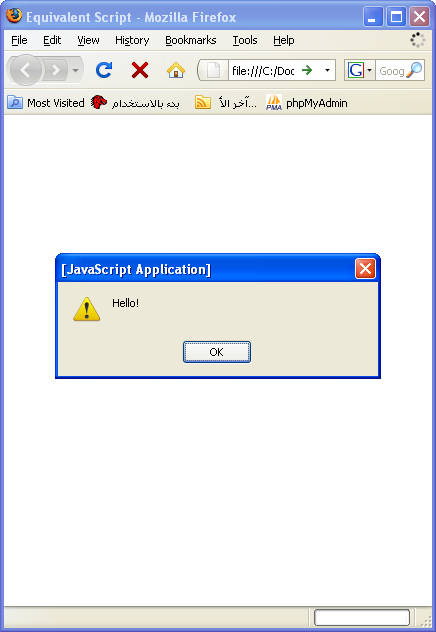 Equivalent Script - Mozilla Firefox
File Edit View History Bookmarks Tools Help
file:///C:/Doc G Goog
Most Visited بدء بالاستخدام آخر الأ... PMA phpMyAdmin
[JavaScript Application]
Hello!
OK